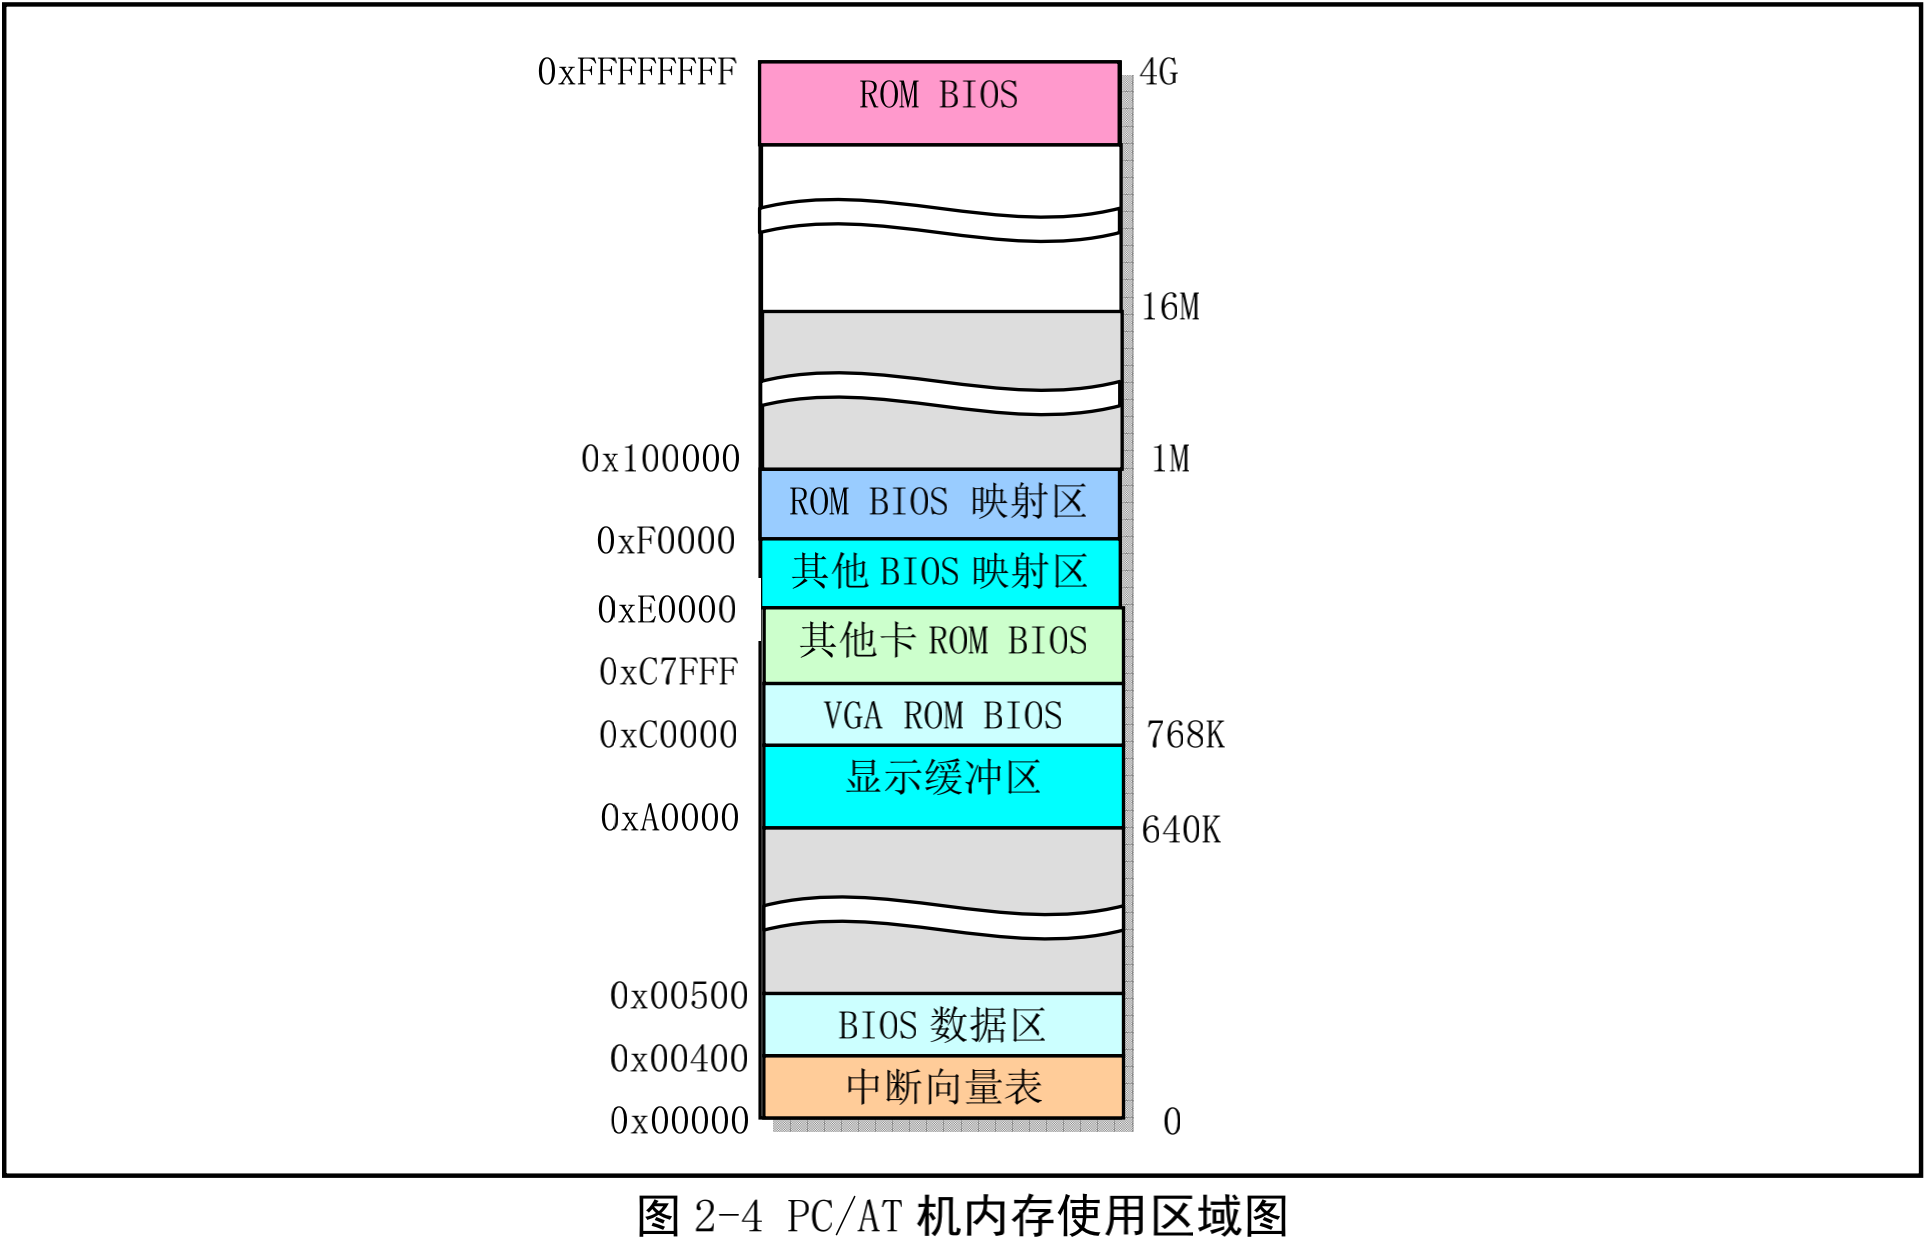 0xFFFFFFFF ROM BIOS 4G
16M
0x100000 1M
ROM BIOS 映射区
0xF0000
其他 BIOS 映射区
0xE0000
其他卡 ROM BIOS
0xC7FFF
VGA ROM BIOS
0xC0000 768K
显示缓冲区
0xA0000 640K
0x00500
BIOS 数据区
0x00400
中断向量表
0x00000 0
图 2-4 PC/AT 机内存使用区域图